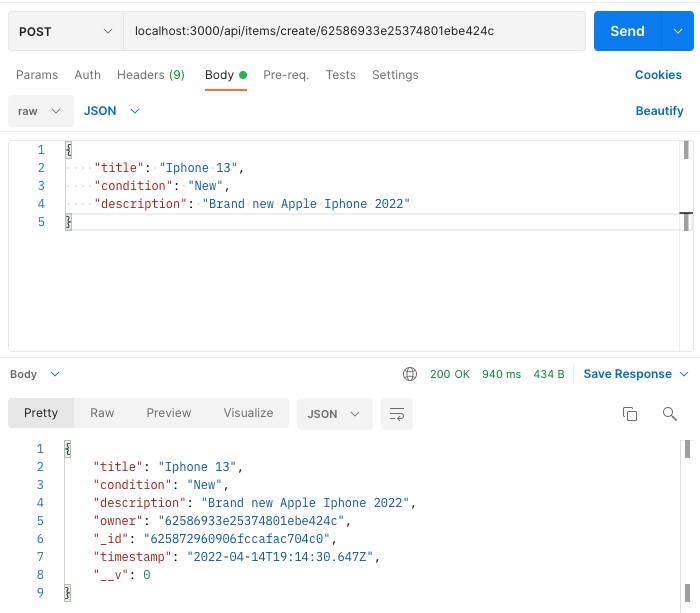 POST localhost:3000/api/items/create/62586933e25374801ebe424c Send
Params Auth Headers (9) Body Pre-req. Tests Settings Cookies
raw JSON Beautify
1 {
2 "title": "Iphone 13",
3 "condition": "New",
4 "description": "Brand new Apple Iphone 2022"
5 }
Body 200 OK 940 ms 434 B Save Response
Pretty Raw Preview Visualize JSON
1 {
2 "title": "Iphone 13",
3 "condition": "New",
4 "description": "Brand new Apple Iphone 2022",
5 "owner": "62586933e25374801ebe424c",
6 "_id": "625872960906fccafac704c0",
7 "timestamp": "2022-04-14T19:14:30.647Z",
8 "__v": 0
9 }